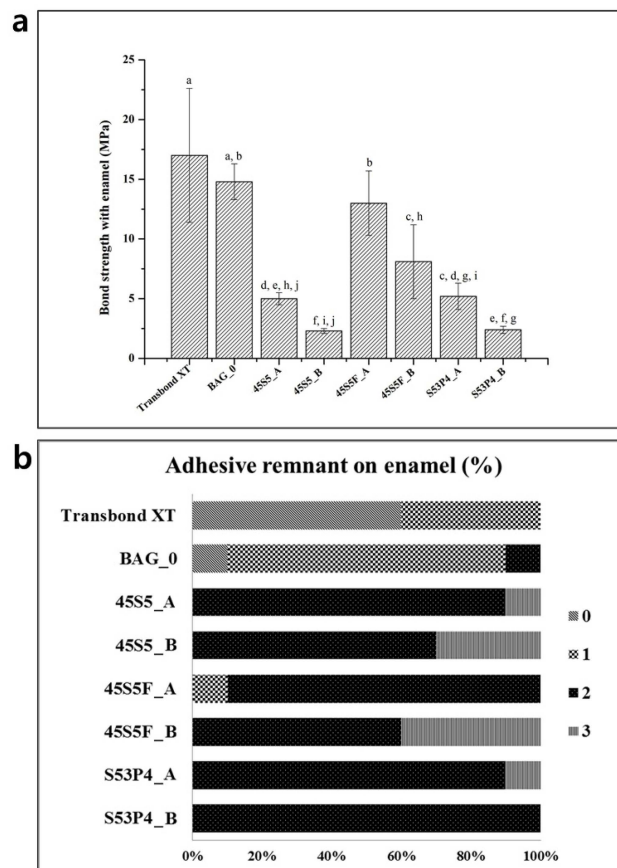 a
Bond strength with enamel (MPa)
25
20
15
10
5
0
a
a, b
d, e, h, j
f, i, j
b
c, h
c, d, g, i
e, f, g
Transbond XT
BAG_0
45S5_A
45S5_B
45S5F_A
45S5F_B
S53P4_A
S53P4_B
b
Adhesive remnant on enamel (%)
Transbond XT
BAG_0
45S5_A
45S5_B
45S5F_A
45S5F_B
S53P4_A
S53P4_B
0
1
2
3
0% 20% 40% 60% 80% 100%